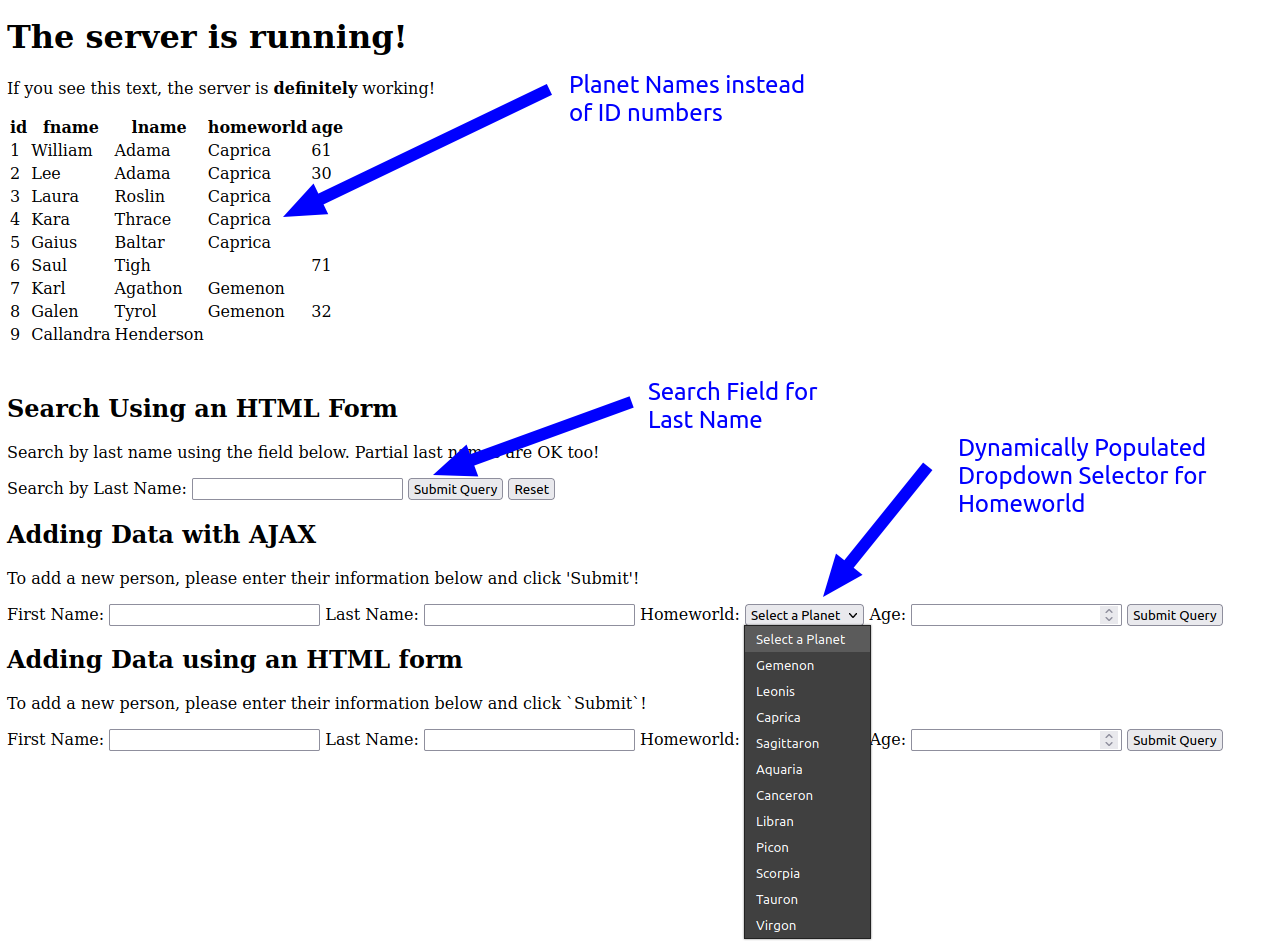 The server is running!
If you see this text, the server is definitely working!
Planet Names instead
of ID numbers
id fname lname homeworld age
1 William Adama Caprica 61
2 Lee Adama Caprica 30
3 Laura Roslin Caprica
4 Kara Thrace Caprica
5 Gaius Baltar Caprica
6 Saul Tigh 71
7 Karl Agathon Gemenon
8 Galen Tyrol Gemenon 32
9 Callandra Henderson
Search Field for
Last Name
Search Using an HTML Form
Search by last name using the field below. Partial last names are OK too!
Search by Last Name: Submit Query Reset
Dynamically Populated
Dropdown Selector for
Homeworld
Adding Data with AJAX
To add a new person, please enter their information below and click 'Submit'!
First Name: Last Name: Homeworld: Select a Planet Age: Submit Query
Select a Planet
Gemenon
Leonis
Caprica
Sagittaron
Aquaria
Canceron
Libran
Picon
Scorpia
Tauron
Virgon
Adding Data using an HTML form
To add a new person, please enter their information below and click `Submit`!
First Name: Last Name: Homeworld: Age: Submit Query